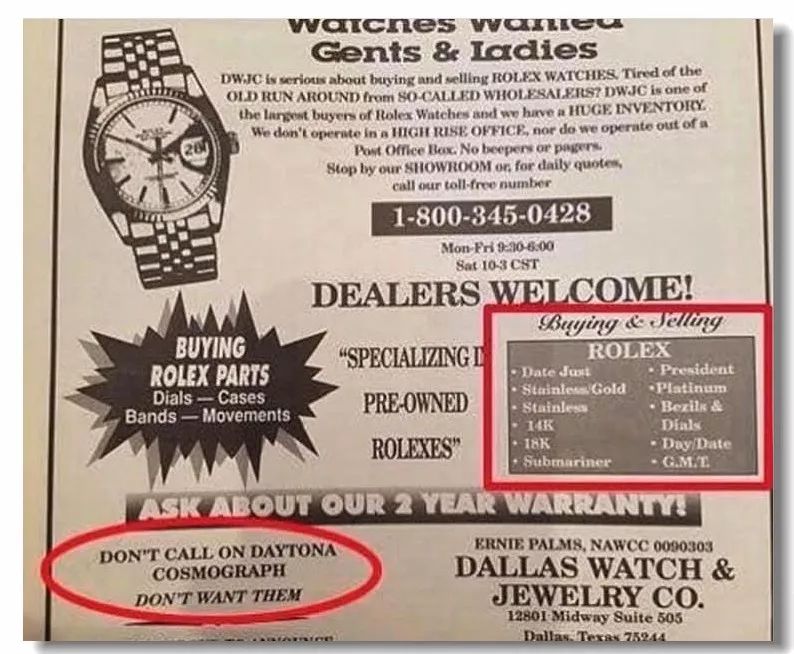 Watches Wanted
Gents & Ladies
DWJC is serious about buying and selling ROLEX WATCHES. Tired of the
OLD RUN AROUND from SO-CALLED WHOLESALERS? DWJC is one of
the largest buyers of Rolex Watches and we have a HUGE INVENTORY.
We don't operate in a HIGH RISE OFFICE, nor do we operate out of a
Post Office Box. No beepers or pagers.
Stop by our SHOWROOM or, for daily quotes,
call our toll-free number
1-800-345-0428
Mon-Fri 9:30-6:00
Sat 10-3 CST
DEALERS WELCOME!
BUYING
ROLEX PARTS
Dials — Cases
Bands — Movements
"SPECIALIZING
PRE-OWNED
ROLEXES"
Buying & Selling
ROLEX
• Date Just
• Stainless/Gold
• Stainless
• 14K
• 18K
• Submariner
• President
• Platinum
• Bezils &
Dials
• Day/Date
• G.M.T.
ASK ABOUT OUR 2 YEAR WARRANTY!
DON'T CALL ON DAYTONA
COSMOGRAPH
DON'T WANT THEM
ERNIE PALMS, NAWCC 0090303
DALLAS WATCH &
JEWELRY CO.
12801 Midway Suite 505
Dallas, Texas 75244